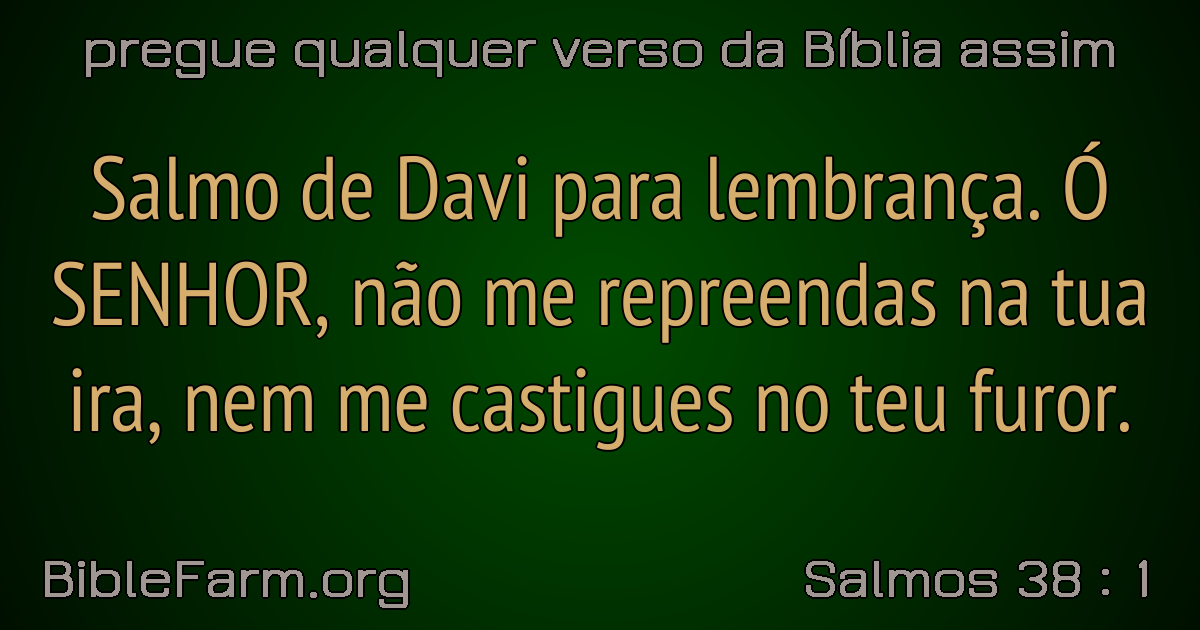 pregue qualquer verso da Bíblia assim
Salmo de Davi para lembrança. Ó
SENHOR, não me repreendas na tua
ira, nem me castigues no teu furor.
BibleFarm.org
Salmos 38 : 1